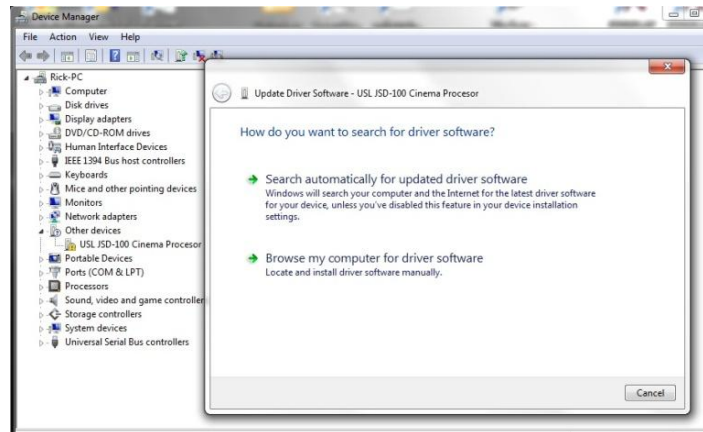 Device Manager
File Action View Help
Rick-PC
Computer
Disk drives
Display adapters
DVD/CD-ROM drives
Human Interface Devices
IEEE 1394 Bus host controllers
Keyboards
Mice and other pointing devices
Monitors
Network adapters
Other devices
USL JSD-100 Cinema Procesor
Portable Devices
Ports (COM & LPT)
Processors
Sound, video and game controller
Storage controllers
System devices
Universal Serial Bus controllers
Update Driver Software - USL JSD-100 Cinema Procesor
How do you want to search for driver software?
Search automatically for updated driver software
Windows will search your computer and the Internet for the latest driver software
for your device, unless you've disabled this feature in your device installation
settings.
Browse my computer for driver software
Locate and install driver software manually.
Cancel